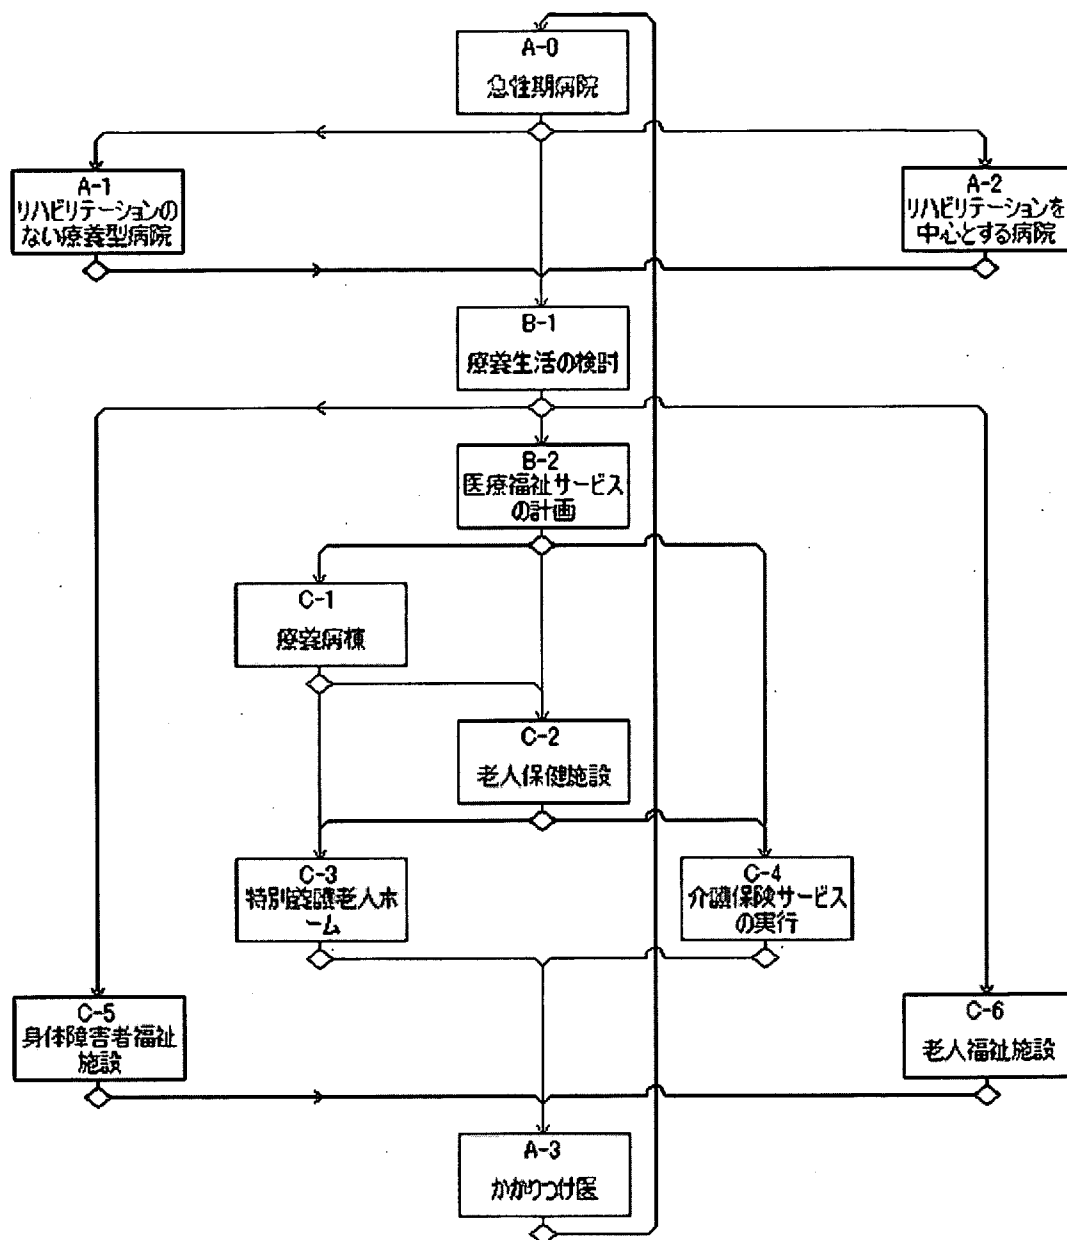 A-0
急性期病院
A-1
リハビリテーションの
ない療養型病院
A-2
リハビリテーションを
中心とする病院
B-1
療養生活の検討
B-2
医療福祉サービス
の計画
C-1
療養病棟
C-2
老人保健施設
C-3
特別養護老人ホ
ーム
C-4
介護保険サービス
の実行
C-5
身体障害者福祉
施設
C-6
老人福祉施設
A-3
かかりつけ医